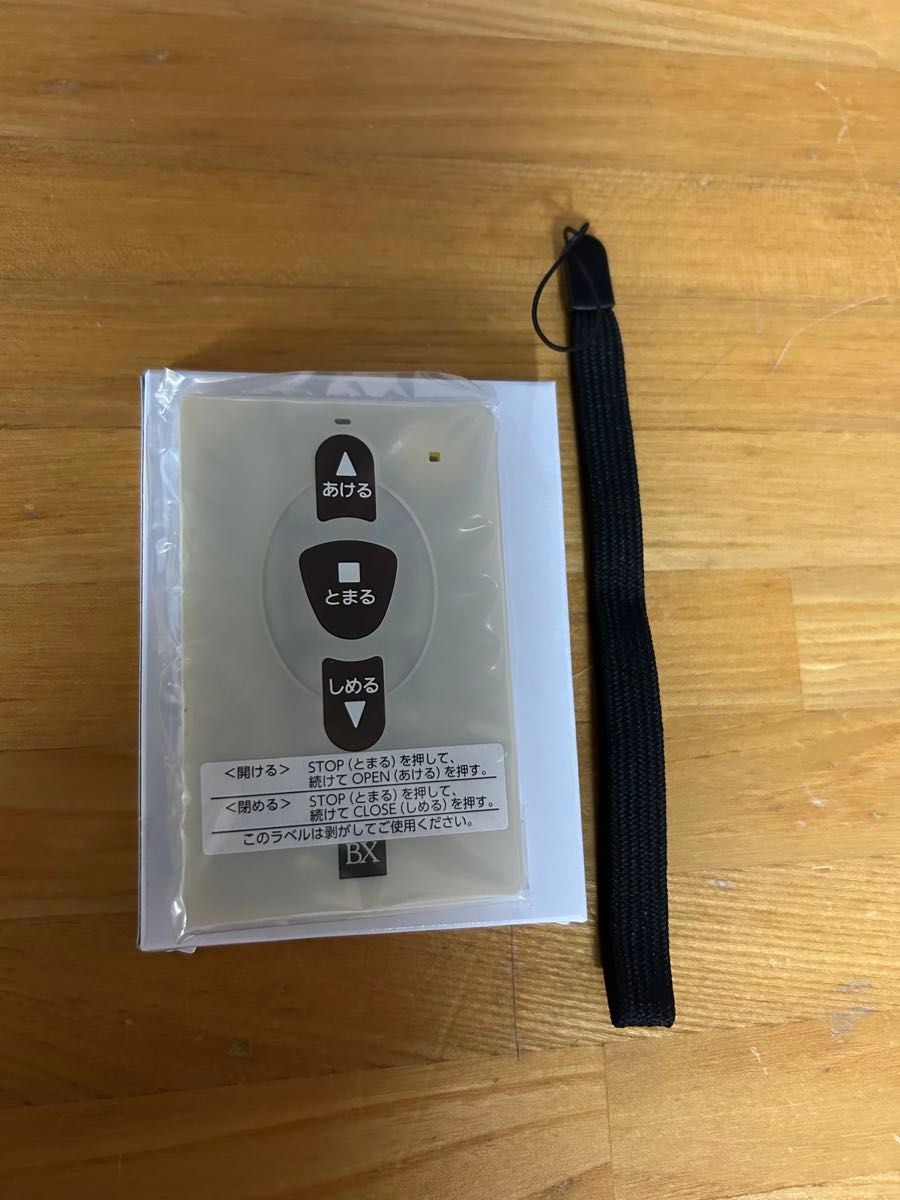 ▲
あける
■
とまる
しめる
▼
<開ける> STOP (とまる) を押して、
続けて OPEN (あける) を押す。
<閉める> STOP (とまる) を押して、
続けて CLOSE (しめる) を押す。
このラベルは剥がしてご使用ください。
BX